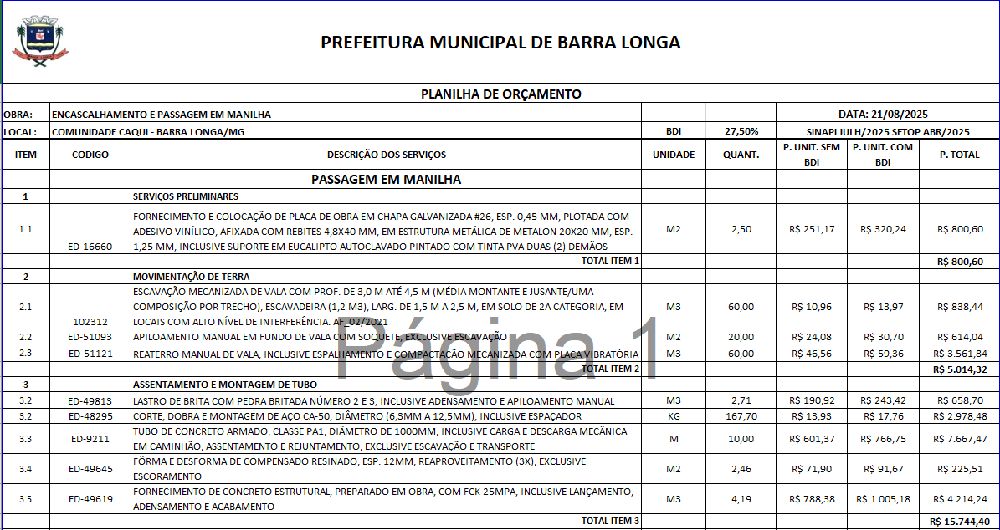 PREFEITURA MUNICIPAL DE BARRA LONGA
PLANILHA DE ORÇAMENTO
OBRA: ENCASCALHAMENTO E PASSAGEM EM MANILHA DATA: 21/08/2025
LOCAL: COMUNIDADE CAQUI - BARRA LONGA/MG BDI 27,50% SINAPI JULH/2025 SETOP ABR/2025
ITEM CODIGO DESCRIÇÃO DOS SERVIÇOS UNIDADE QUANT. P. UNIT. SEM BDI P. UNIT. COM BDI P. TOTAL
PASSAGEM EM MANILHA
1 SERVIÇOS PRELIMINARES
1.1 ED-16660 FORNECIMENTO E COLOCAÇÃO DE PLACA DE OBRA EM CHAPA GALVANIZADA #26, ESP. 0,45 MM, PLOTADA COM
ADESIVO VINÍLICO, AFIXADA COM REBITES 4,8X40 MM, EM ESTRUTURA METÁLICA DE METALON 20X20 MM, ESP.
1,25 MM, INCLUSIVE SUPORTE EM EUCALIPTO AUTOCLAVADO PINTADO COM TINTA PVA DUAS (2) DEMÃOS M2 2,50 R$ 251,17 R$ 320,24 R$ 800,60
TOTAL ITEM 1 R$ 800,60
2 MOVIMENTAÇÃO DE TERRA
2.1 102312 ESCAVAÇÃO MECANIZADA DE VALA COM PROF. DE 3,0 M ATÉ 4,5 M (MÉDIA MONTANTE E JUSANTE/UMA
COMPOSIÇÃO POR TRECHO), ESCAVADEIRA (1,2 M3), LARG. DE 1,5 M A 2,5 M, EM SOLO DE 2A CATEGORIA, EM
LOCAIS COM ALTO NÍVEL DE INTERFERÊNCIA. AF_02/2021 M3 60,00 R$ 10,96 R$ 13,97 R$ 838,44
2.2 ED-51093 APILOAMENTO MANUAL EM FUNDO DE VALA COM SOQUETE, EXCLUSIVE ESCAVAÇÃO M2 20,00 R$ 24,08 R$ 30,70 R$ 614,04
2.3 ED-51121 REATERRO MANUAL DE VALA, INCLUSIVE ESPALHAMENTO E COMPACTAÇÃO MECANIZADA COM PLACA VIBRATÓRIA M3 60,00 R$ 46,56 R$ 59,36 R$ 3.561,84
TOTAL ITEM 2 R$ 5.014,32
Página 1
3 ASSENTAMENTO E MONTAGEM DE TUBO
3.2 ED-49813 LASTRO DE BRITA COM PEDRA BRITADA NÚMERO 2 E 3, INCLUSIVE ADENSAMENTO E APILOAMENTO MANUAL M3 2,71 R$ 190,92 R$ 243,42 R$ 658,70
3.2 ED-48295 CORTE, DOBRA E MONTAGEM DE AÇO CA-50, DIÂMETRO (6,3MM A 12,5MM), INCLUSIVE ESPAÇADOR KG 167,70 R$ 13,93 R$ 17,76 R$ 2.978,48
3.3 ED-9211 TUBO DE CONCRETO ARMADO, CLASSE PA1, DIÂMETRO DE 1000MM, INCLUSIVE CARGA E DESCARGA MECÂNICA
EM CAMINHÃO, ASSENTAMENTO E REJUNTAMENTO, EXCLUSIVE ESCAVAÇÃO E TRANSPORTE M 10,00 R$ 601,37 R$ 766,75 R$ 7.667,47
3.4 ED-49645 FÔRMA E DESFORMA DE COMPENSADO RESINADO, ESP. 12MM, REAPROVEITAMENTO (3X), EXCLUSIVE
ESCORAMENTO M2 2,46 R$ 71,90 R$ 91,67 R$ 225,51
3.5 ED-49619 FORNECIMENTO DE CONCRETO ESTRUTURAL, PREPARADO EM OBRA, COM FCK 25MPA, INCLUSIVE LANÇAMENTO,
ADENSAMENTO E ACABAMENTO M3 4,19 R$ 788,38 R$ 1.005,18 R$ 4.214,24
TOTAL ITEM 3 R$ 15.744,40